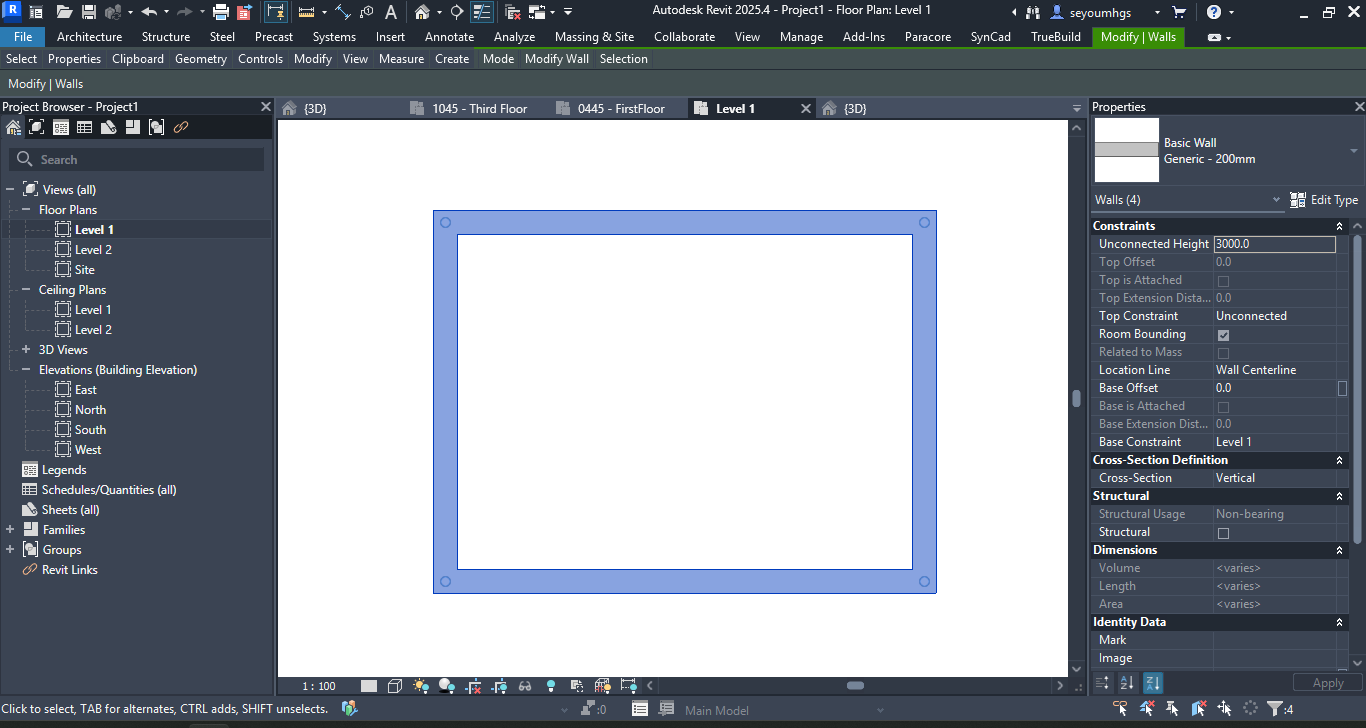 R
Autodesk Revit 2025.4 - Project1 - Floor Plan: Level 1
seyoumhgs
File Architecture Structure Steel Precast Systems Insert Annotate Analyze Massing & Site Collaborate View Manage Add-Ins Paracore SynCad TrueBuild Modify | Walls
Select Properties Clipboard Geometry Controls Modify View Measure Create Mode Modify Wall Selection
Modify | Walls
Project Browser - Project1
Search
Views (all)
Floor Plans
Level 1
Level 2
Site
Ceiling Plans
Level 1
Level 2
3D Views
Elevations (Building Elevation)
East
North
South
West
Legends
Schedules/Quantities (all)
Sheets (all)
Families
Groups
Revit Links
{3D} 1045 - Third Floor 0445 - FirstFloor Level 1 {3D}
1 : 100
Properties
Basic Wall
Generic - 200mm
Walls (4) Edit Type
Constraints
Unconnected Height 3000.0
Top Offset 0.0
Top is Attached
Top Extension Dista... 0.0
Top Constraint Unconnected
Room Bounding
Related to Mass
Location Line Wall Centerline
Base Offset 0.0
Base is Attached
Base Extension Dist... 0.0
Base Constraint Level 1
Cross-Section Definition
Cross-Section Vertical
Structural
Structural Usage Non-bearing
Structural
Dimensions
Volume <varies>
Length <varies>
Area <varies>
Identity Data
Mark
Image
Apply
Click to select, TAB for alternates, CTRL adds, SHIFT unselects. :0 Main Model :4